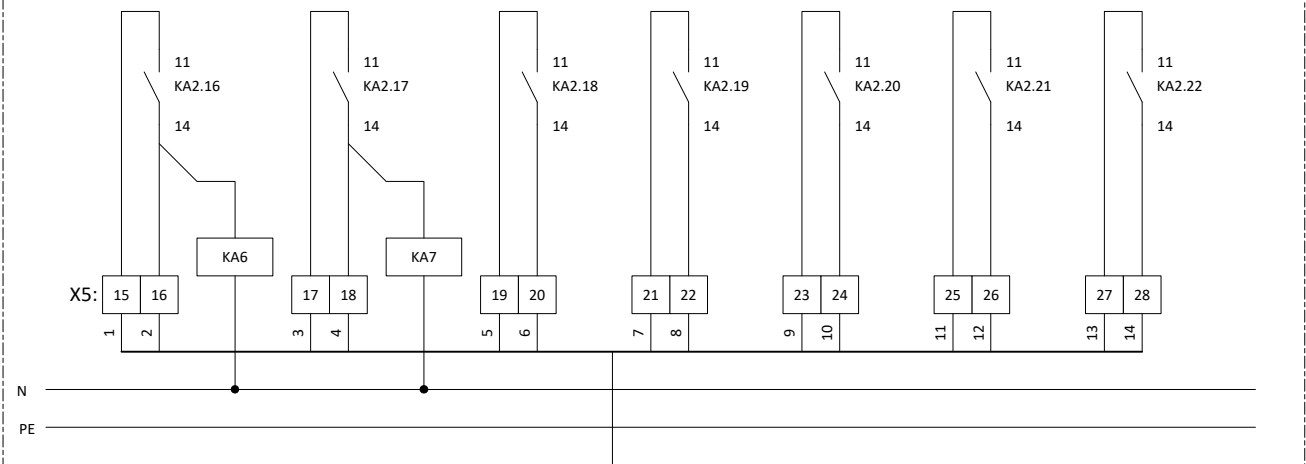 11 11 11 11 11 11 11
KA2.16 KA2.17 KA2.18 KA2.19 KA2.20 KA2.21 KA2.22
14 14 14 14 14 14 14
KA6 KA7
X5: 15 16 17 18 19 20 21 22 23 24 25 26 27 28
1 2 3 4 5 6 7 8 9 10 11 12 13 14
N
PE